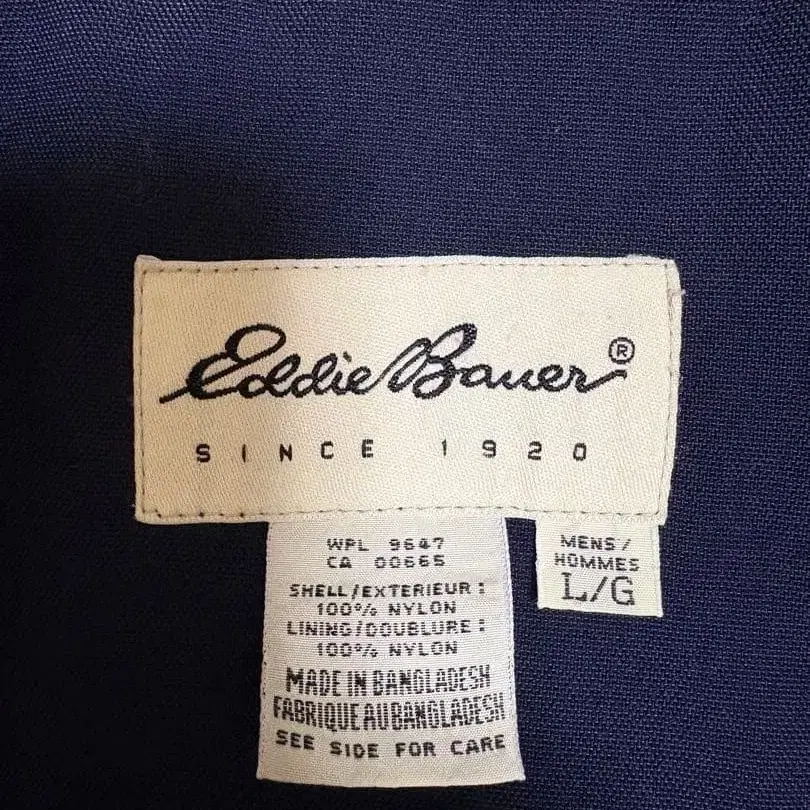 Eddie Bauer®
SINCE 1920
WPL 9647
CA 00665
SHELL/EXTERIEUR:
100% NYLON
LINING/DOUBLURE:
100% NYLON
MADE IN BANGLADESH
FABRIQUE AU BANGLADESH
SEE SIDE FOR CARE
MENS/
HOMMES
L/G